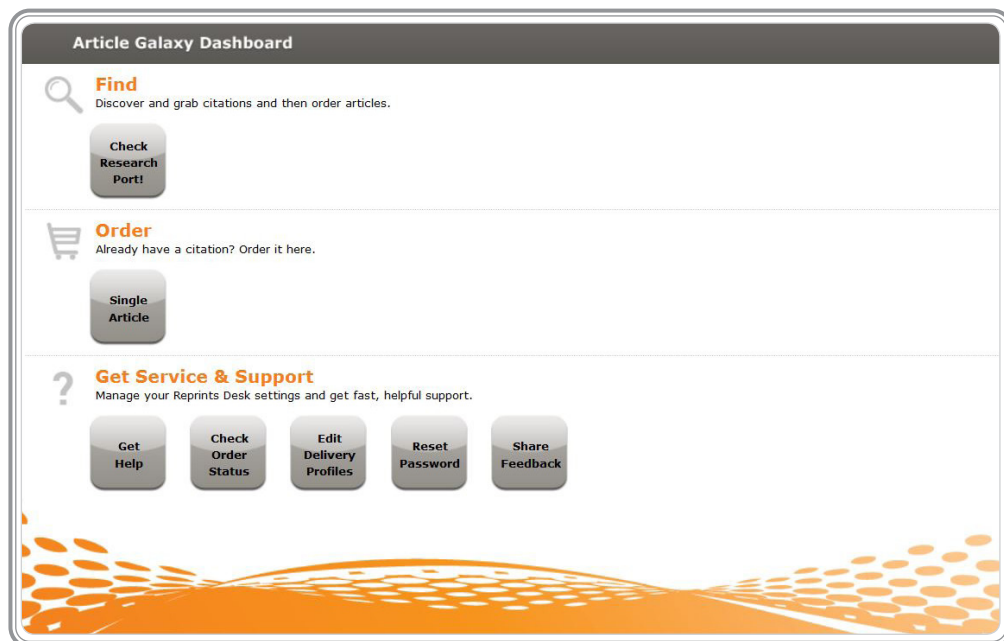 Article Galaxy Dashboard
Find
Discover and grab citations and then order articles.
Check
Research
Port!
Order
Already have a citation? Order it here.
Single
Article
?
Get Service & Support
Manage your Reprints Desk settings and get fast, helpful support.
Get
Help
Check
Order
Status
Edit
Delivery
Profiles
Reset
Password
Share
Feedback